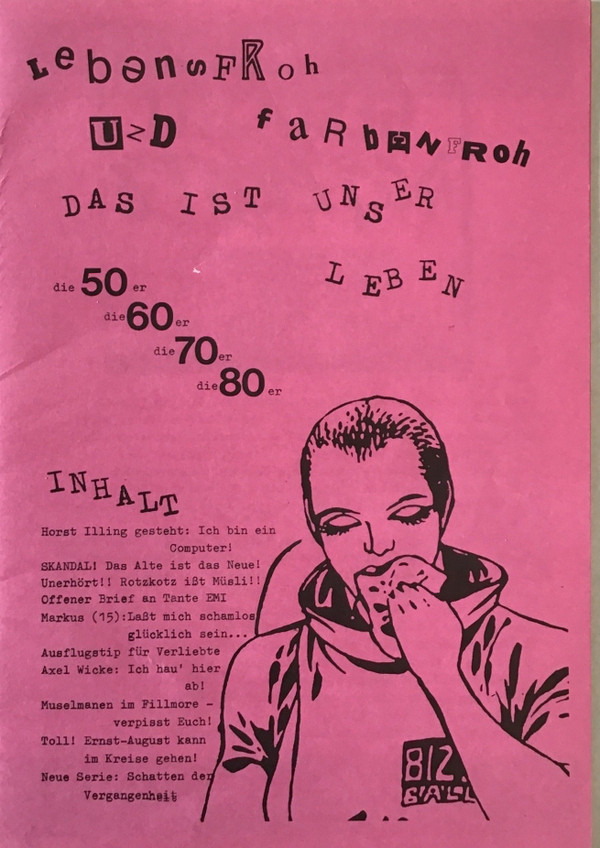 LebensFRoh
UND faRbENFRoh
DAS IST UNSER
LEBEN
die 50er
die 60er
die 70er
die 80er
INHALT
Horst Illing gesteht: Ich bin ein
Computer!
SKANDAL! Das Alte ist das Neue!
Unerhört!! Rotzkotz ißt Müsli!!
Offener Brief an Tante EMI
Markus (15):Laßt mich schamlos
glücklich sein...
Ausflugstip für Verliebte
Axel Wicke: Ich hau' hier
ab!
Muselmanen im Fillmore -
verpisst Euch!
Toll! Ernst-August kann
im Kreise gehen!
Neue Serie: Schatten der
Vergangenheit